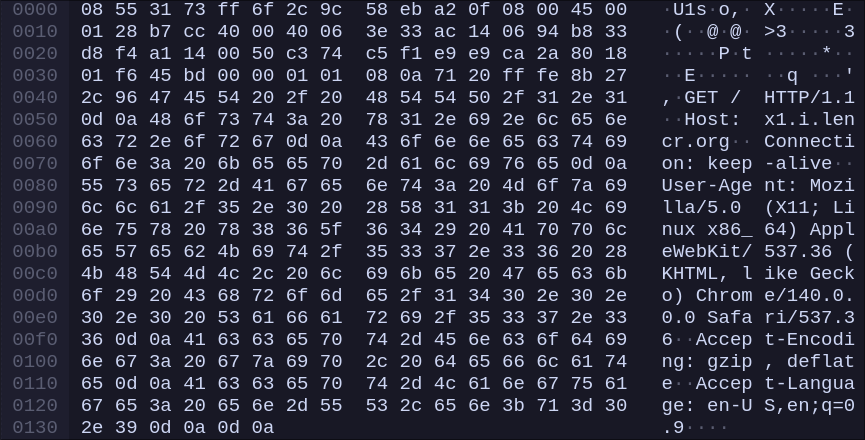 0000 08 55 31 73 ff 6f 2c 9c 58 eb a2 0f 08 00 45 00 ·U1s·o,· X·····E·
0010 01 28 b7 cc 40 00 40 06 3e 33 ac 14 06 94 b8 33 ·(··@·@· >3·····3
0020 d8 f4 a1 14 00 50 c3 74 c5 f1 e9 e9 ca 2a 80 18 ·····P·t ·····*··
0030 01 f6 45 bd 00 00 01 01 08 0a 71 20 ff fe 8b 27 ··E····· ··q ···'
0040 2c 96 47 45 54 20 2f 20 48 54 54 50 2f 31 2e 31 ,·GET / HTTP/1.1
0050 0d 0a 48 6f 73 74 3a 20 78 31 2e 69 2e 6c 65 6e ··Host: x1.i.len
0060 63 72 2e 6f 72 67 0d 0a 43 6f 6e 6e 65 63 74 69 cr.org·· Connecti
0070 6f 6e 3a 20 6b 65 65 70 2d 61 6c 69 76 65 0d 0a on: keep -alive··
0080 55 73 65 72 2d 41 67 65 6e 74 3a 20 4d 6f 7a 69 User-Age nt: Mozi
0090 6c 6c 61 2f 35 2e 30 20 28 58 31 31 3b 20 4c 69 lla/5.0 (X11; Li
00a0 6e 75 78 20 78 38 36 5f 36 34 29 20 41 70 70 6c nux x86_ 64) Appl
00b0 65 57 65 62 4b 69 74 2f 35 33 37 2e 33 36 20 28 eWebKit/ 537.36 (
00c0 4b 48 54 4d 4c 2c 20 6c 69 6b 65 20 47 65 63 6b KHTML, l ike Geck
00d0 6f 29 20 43 68 72 6f 6d 65 2f 31 34 30 2e 30 2e o) Chrom e/140.0.
00e0 30 2e 30 20 53 61 66 61 72 69 2f 35 33 37 2e 33 0.0 Safa ri/537.3
00f0 36 0d 0a 41 63 63 65 70 74 2d 45 6e 63 6f 64 69 6··Accep t-Encodi
0100 6e 67 3a 20 67 7a 69 70 2c 20 64 65 66 6c 61 74 ng: gzip , deflat
0110 65 0d 0a 41 63 63 65 70 74 2d 4c 61 6e 67 75 61 e··Accep t-Langua
0120 67 65 3a 20 65 6e 2d 55 53 2c 65 6e 3b 71 3d 30 ge: en-U S,en;q=0
0130 2e 39 0d 0a 0d 0a .9····